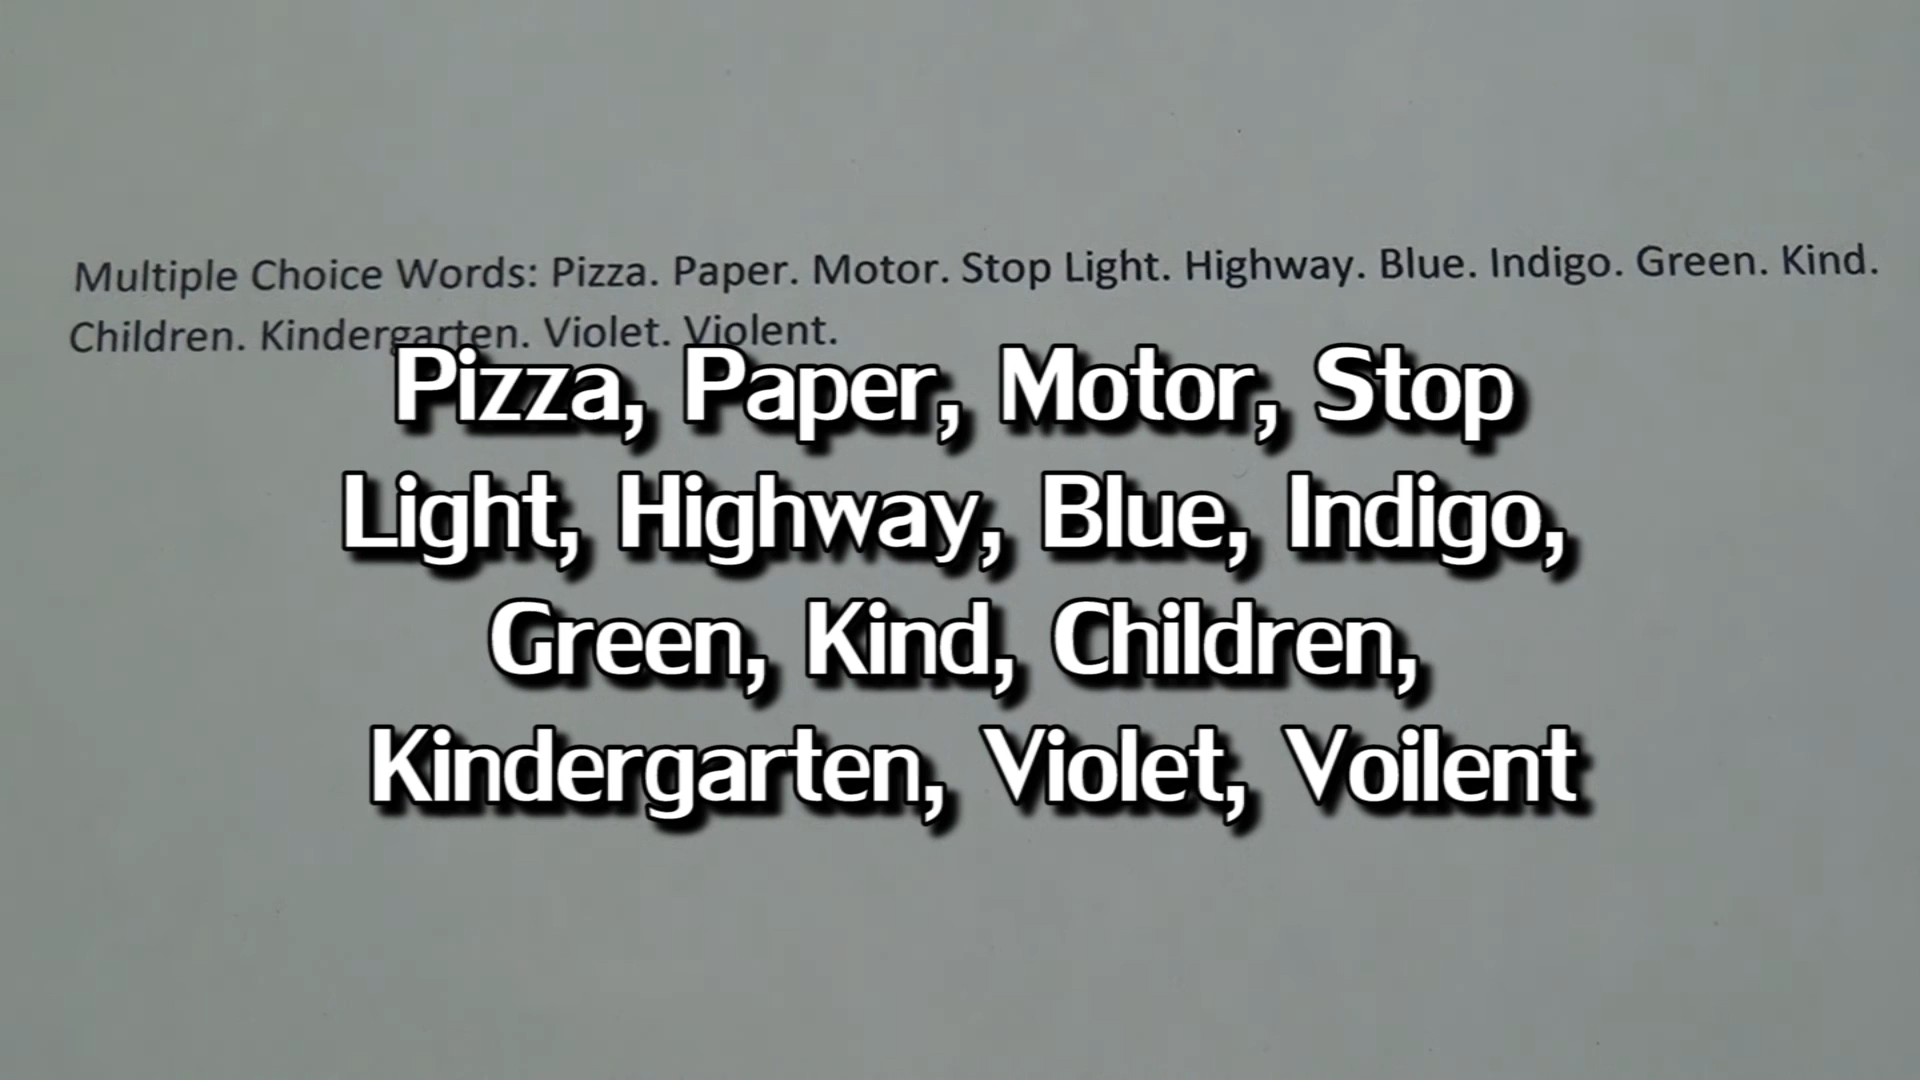 Multiple Choice Words: Pizza. Paper. Motor. Stop Light. Highway. Blue. Indigo. Green. Kind.
Children. Kindergarten. Violet. Violent.
Pizza, Paper, Motor, Stop
Light, Highway, Blue, Indigo,
Green, Kind, Children,
Kindergarten, Violet, Voilent